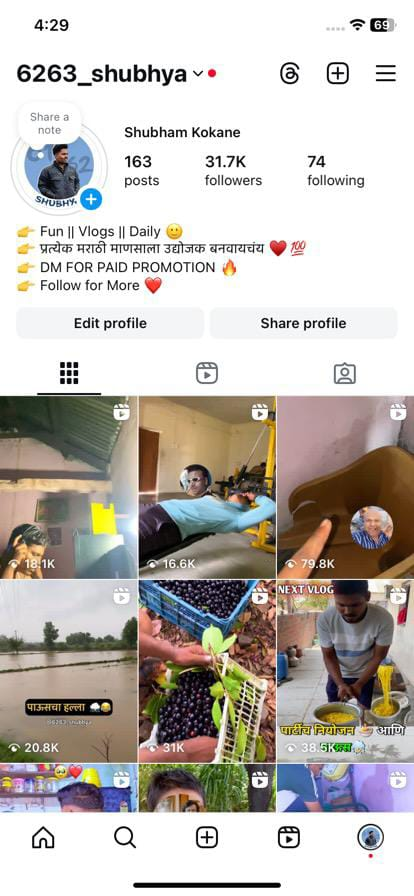 4:29
69
6263_shubhya
Share a
note
Shubham Kokane
163
posts
31.7K
followers
74
following
👉 Fun || Vlogs || Daily 🙂
👉 प्रत्येक मराठी माणसाला उद्योजक बनवायचंय ♥️ 💯
👉 DM FOR PAID PROMOTION 🔥
👉 Follow for More ❤️
Edit profile
Share profile
18.1K
16.6K
79.8K
पाऊसचा हल्ला 🌧️😂
@6263_shubhya
20.8K
31K
NEXT VLOG
पार्टीच नियोजन आणि
38.5K